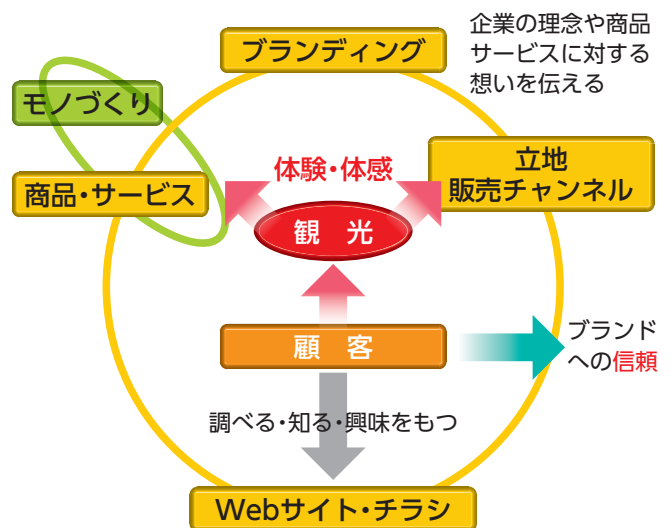 ブランディング
企業の理念や商品
サービスに対する
想いを伝える
モノづくり
体験・体感
立地
販売チャンネル
商品・サービス
観 光
顧 客
ブランド
への信頼
調べる・知る・興味をもつ
Webサイト・チラシ